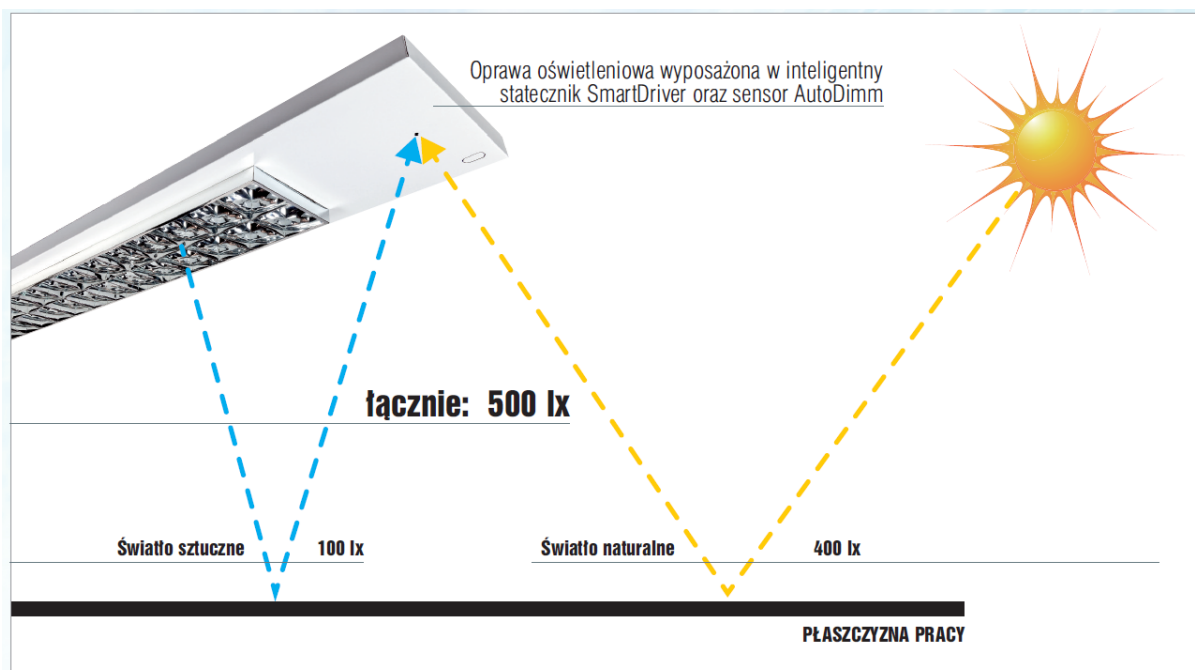 Oprawa oświetleniowa wyposażona w inteligentny
statecznik SmartDriver oraz sensor AutoDimm
łącznie: 500 lx
Światło sztuczne 100 lx
Światło naturalne 400 lx
PŁASZCZYZNA PRACY